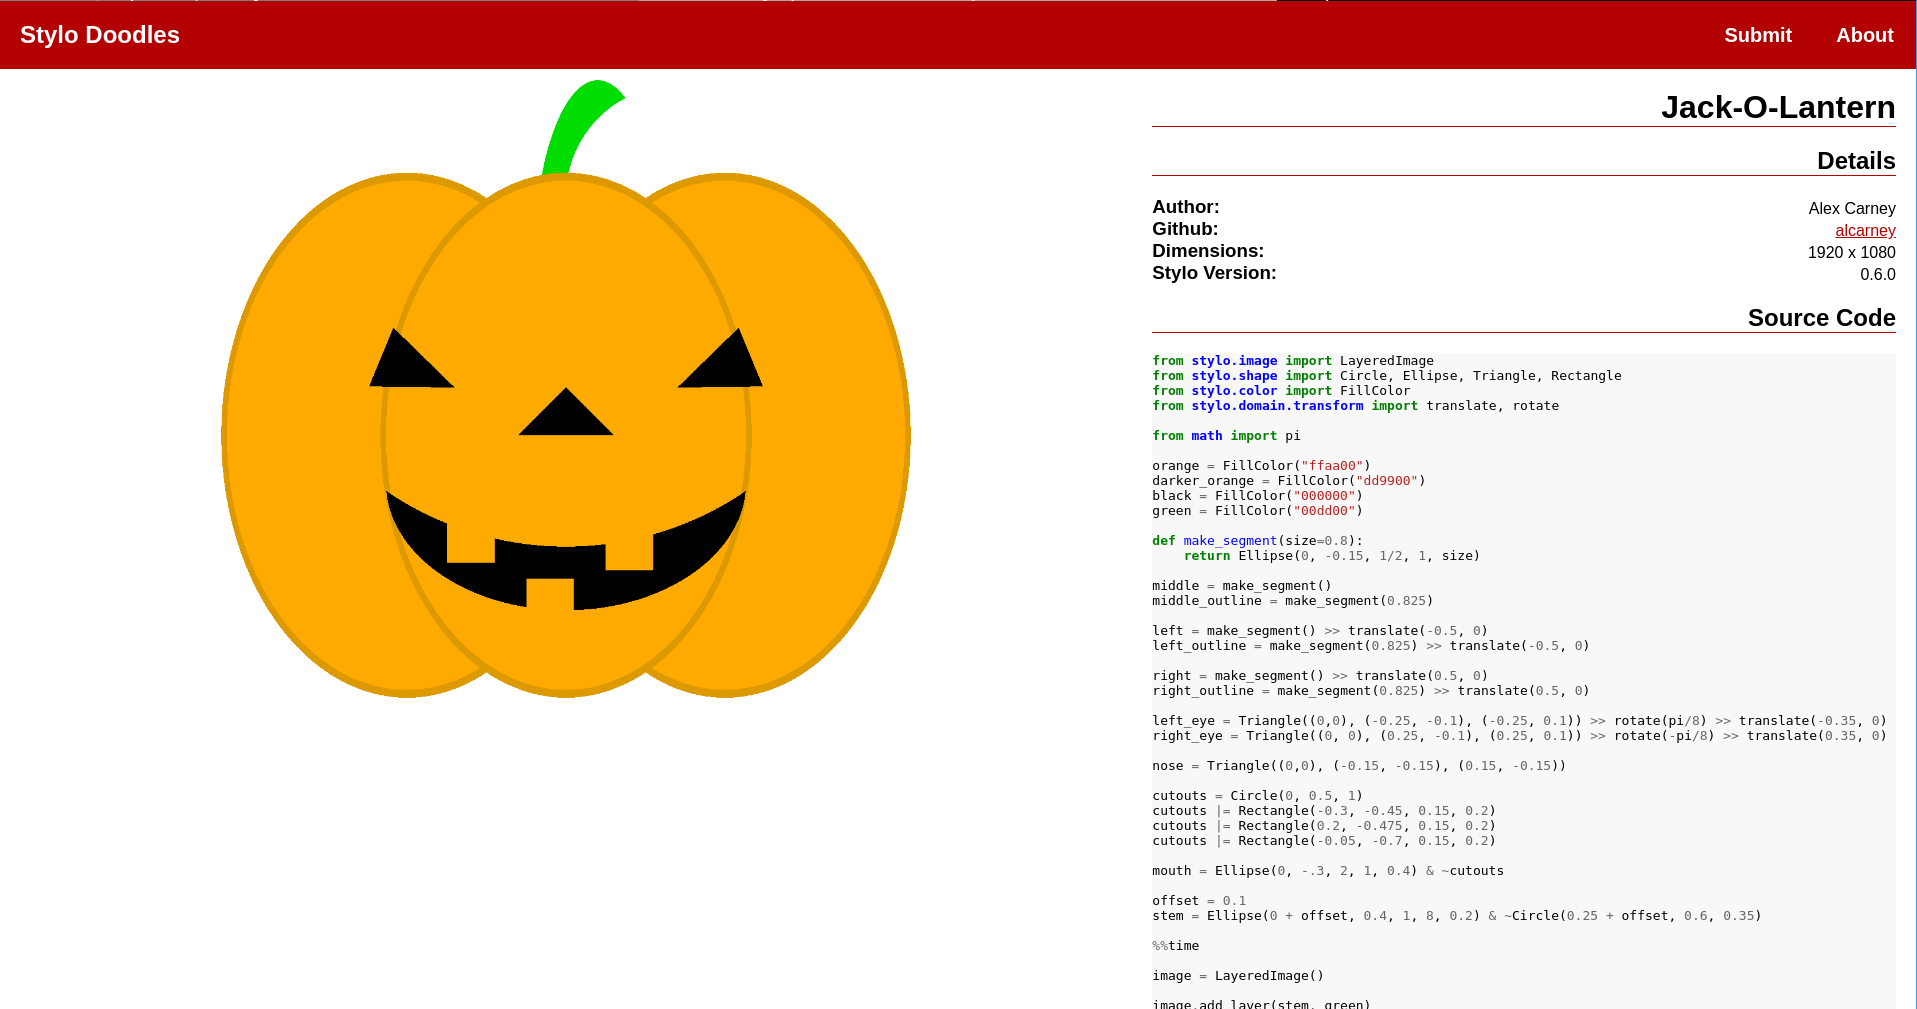 Stylo Doodles Submit About
Jack-O-Lantern
Details
Author: Alex Carney
Github: alcarney
Dimensions: 1920 x 1080
Stylo Version: 0.6.0
Source Code
from stylo.image import LayeredImage
from stylo.shape import Circle, Ellipse, Triangle, Rectangle
from stylo.color import FillColor
from stylo.domain.transform import translate, rotate
from math import pi
orange = FillColor("ffaa00")
darker_orange = FillColor("dd9900")
black = FillColor("000000")
green = FillColor("00dd00")
def make_segment(size=0.8):
    return Ellipse(0, -0.15, 1/2, 1, size)
middle = make_segment()
middle_outline = make_segment(0.825)
left = make_segment() >> translate(-0.5, 0)
left_outline = make_segment(0.825) >> translate(-0.5, 0)
right = make_segment() >> translate(0.5, 0)
right_outline = make_segment(0.825) >> translate(0.5, 0)
left_eye = Triangle((0,0), (-0.25, -0.1), (-0.25, 0.1)) >> rotate(pi/8) >> translate(-0.35, 0)
right_eye = Triangle((0, 0), (0.25, -0.1), (0.25, 0.1)) >> rotate(-pi/8) >> translate(0.35, 0)
nose = Triangle((0,0), (-0.15, -0.15), (0.15, -0.15))
cutouts = Circle(0, 0.5, 1)
cutouts |= Rectangle(-0.3, -0.45, 0.15, 0.2)
cutouts |= Rectangle(0.2, -0.475, 0.15, 0.2)
cutouts |= Rectangle(-0.05, -0.7, 0.15, 0.2)
mouth = Ellipse(0, -.3, 2, 1, 0.4) & ~cutouts
offset = 0.1
stem = Ellipse(0 + offset, 0.4, 1, 8, 0.2) & ~Circle(0.25 + offset, 0.6, 0.35)
%%time
image = LayeredImage()
image.add_layer(stem, green)